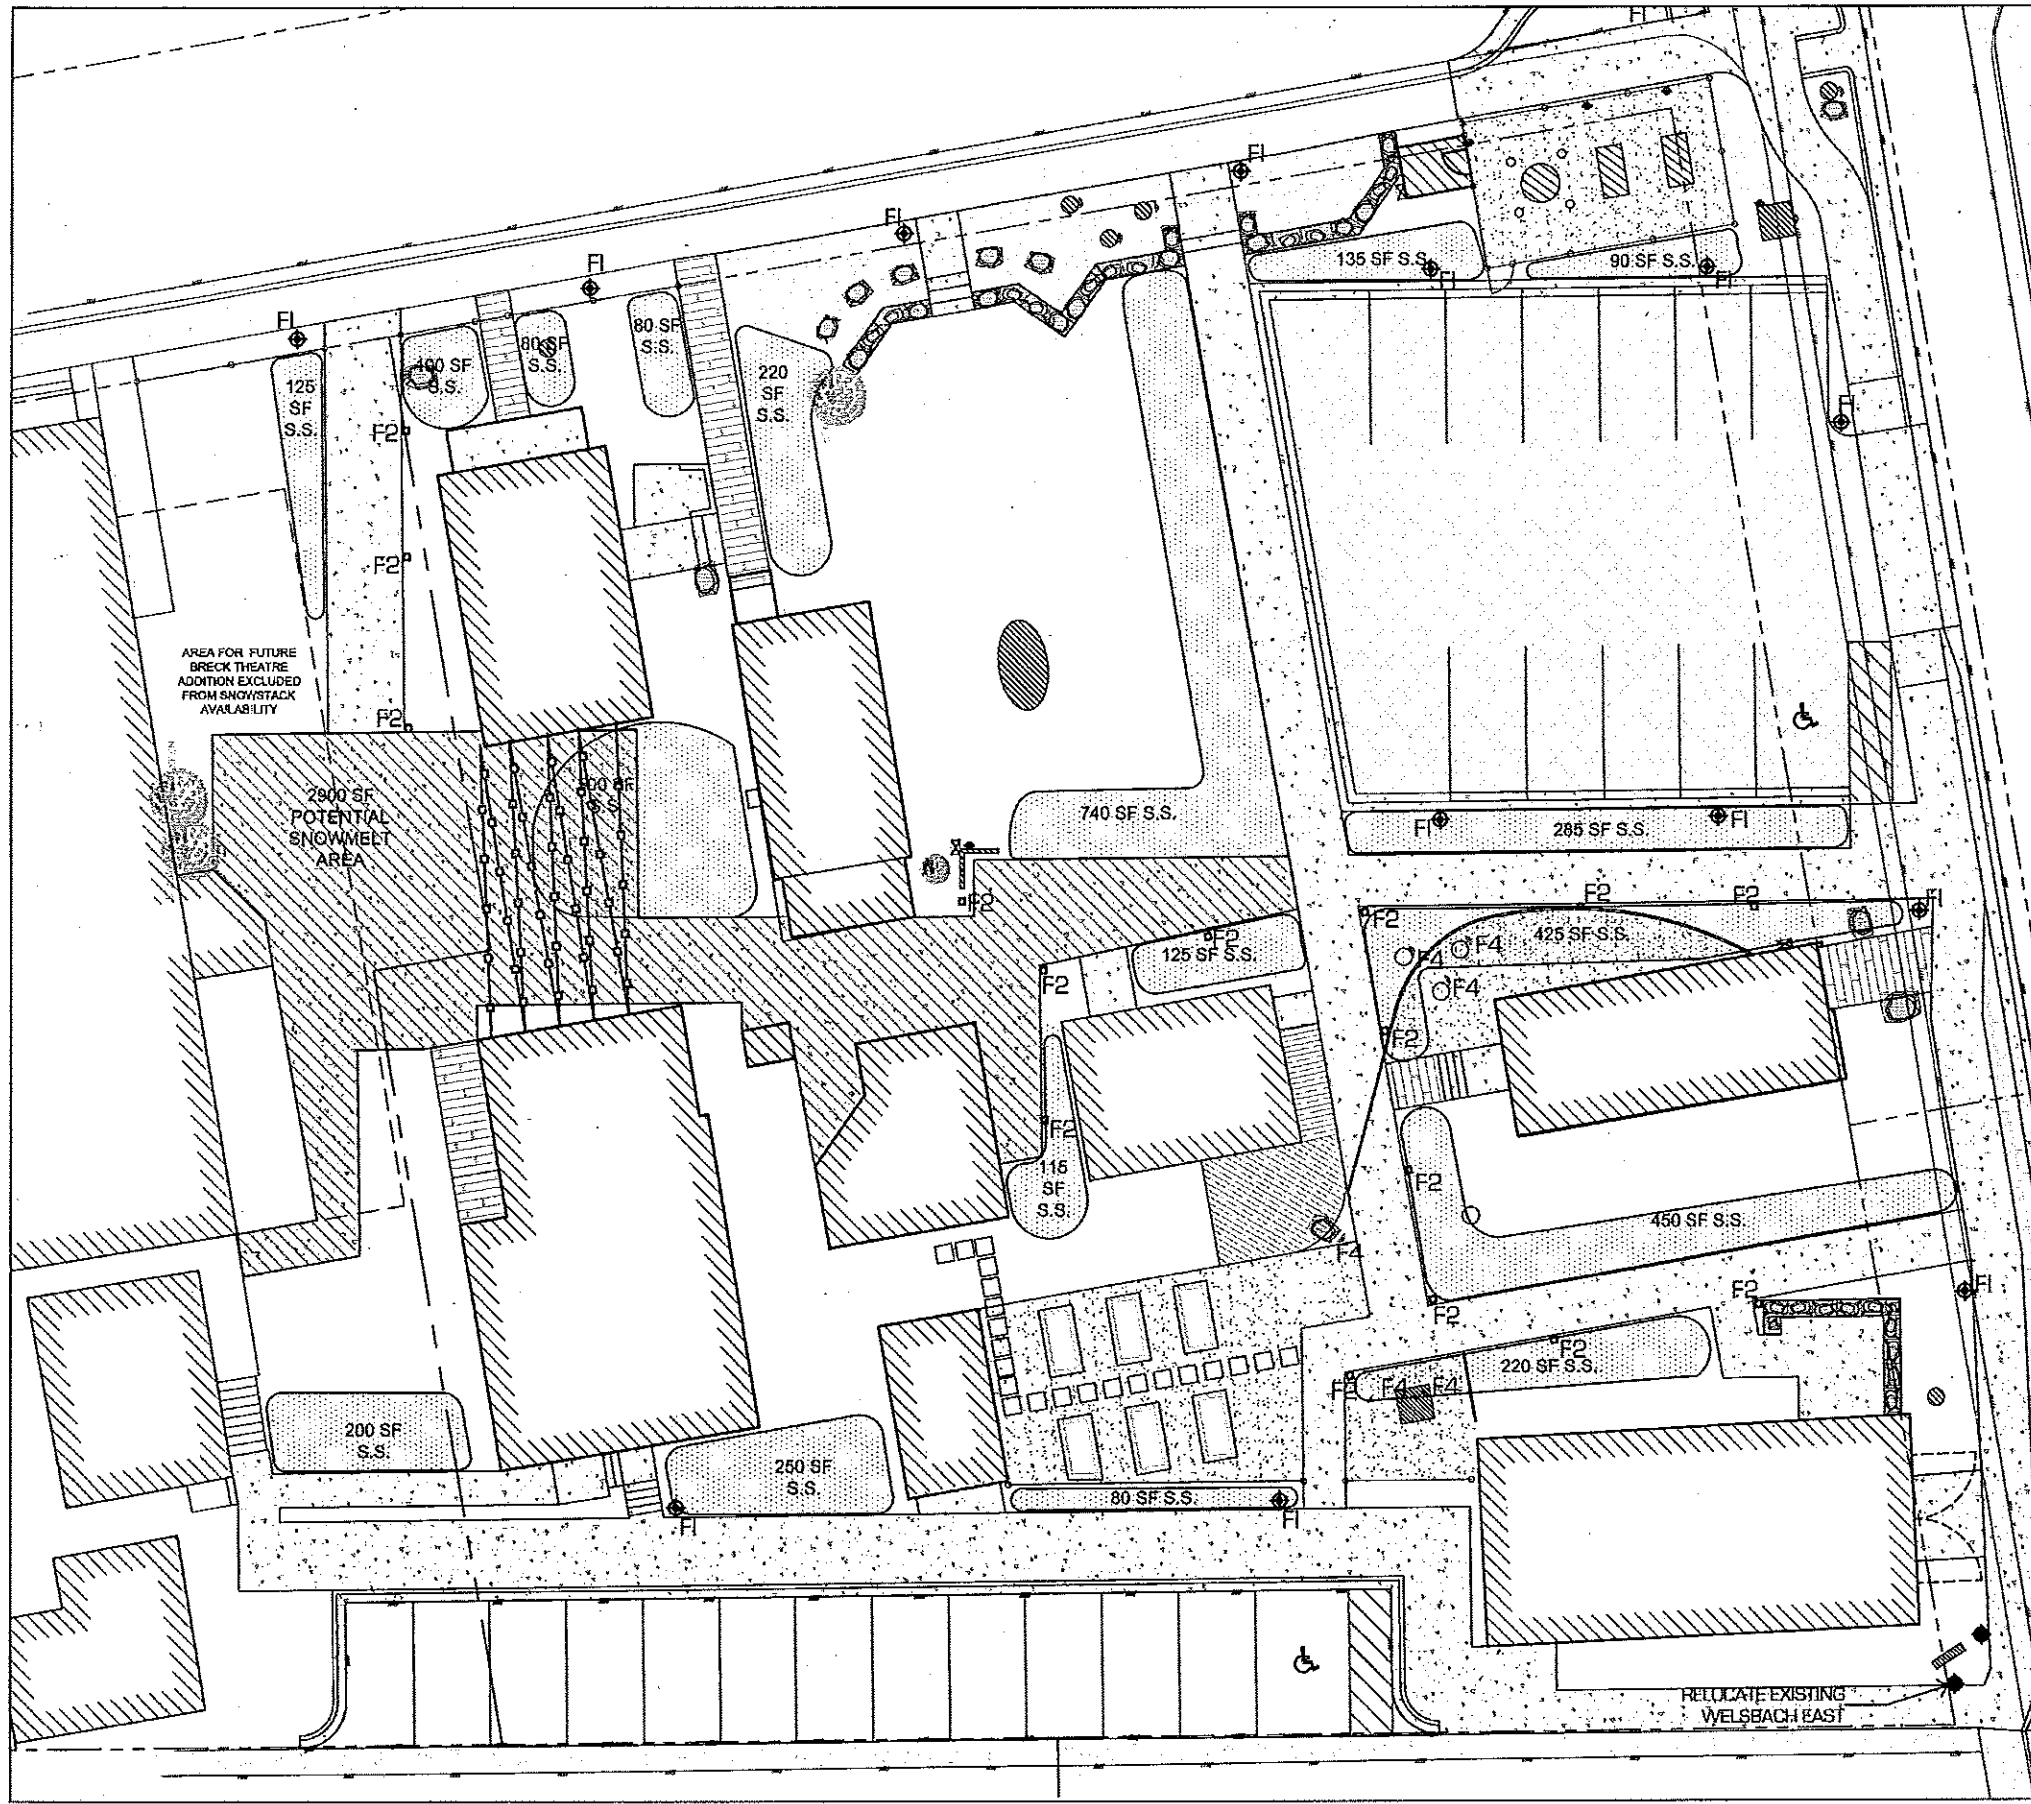 FI
FI
FI
FI
FI
135 SF S.S.
FI
90 SF S.S.
FI
80 SF
S.S.
80 SF
S.S.
SF
S.S.
125
SF
S.S.
220
SF
S.S.
FI
F2
F2
AREA FOR FUTURE
BRECK THEATRE
ADDITION EXCLUDED
FROM SNOWSTACK
AVAILABILITY
F2
2900 SF
POTENTIAL
SNOWMELT
AREA
SF
S.S.
740 SF S.S.
FI
285 SF S.S.
FI
F2
F2
F2
F2
FI
F2
425 SF S.S.
125 SF S.S.
F4
F4
F4
F2
F2
F2
115
SF
S.S.
F2
450 SF S.S.
F4
F2
F2
FI
F2
220 SF S.S.
F2
F4
F4
200 SF
S.S.
250 SF
S.S.
80 SF S.S.
FI
FI
RELOCATE EXISTING
WELSBACH EAST